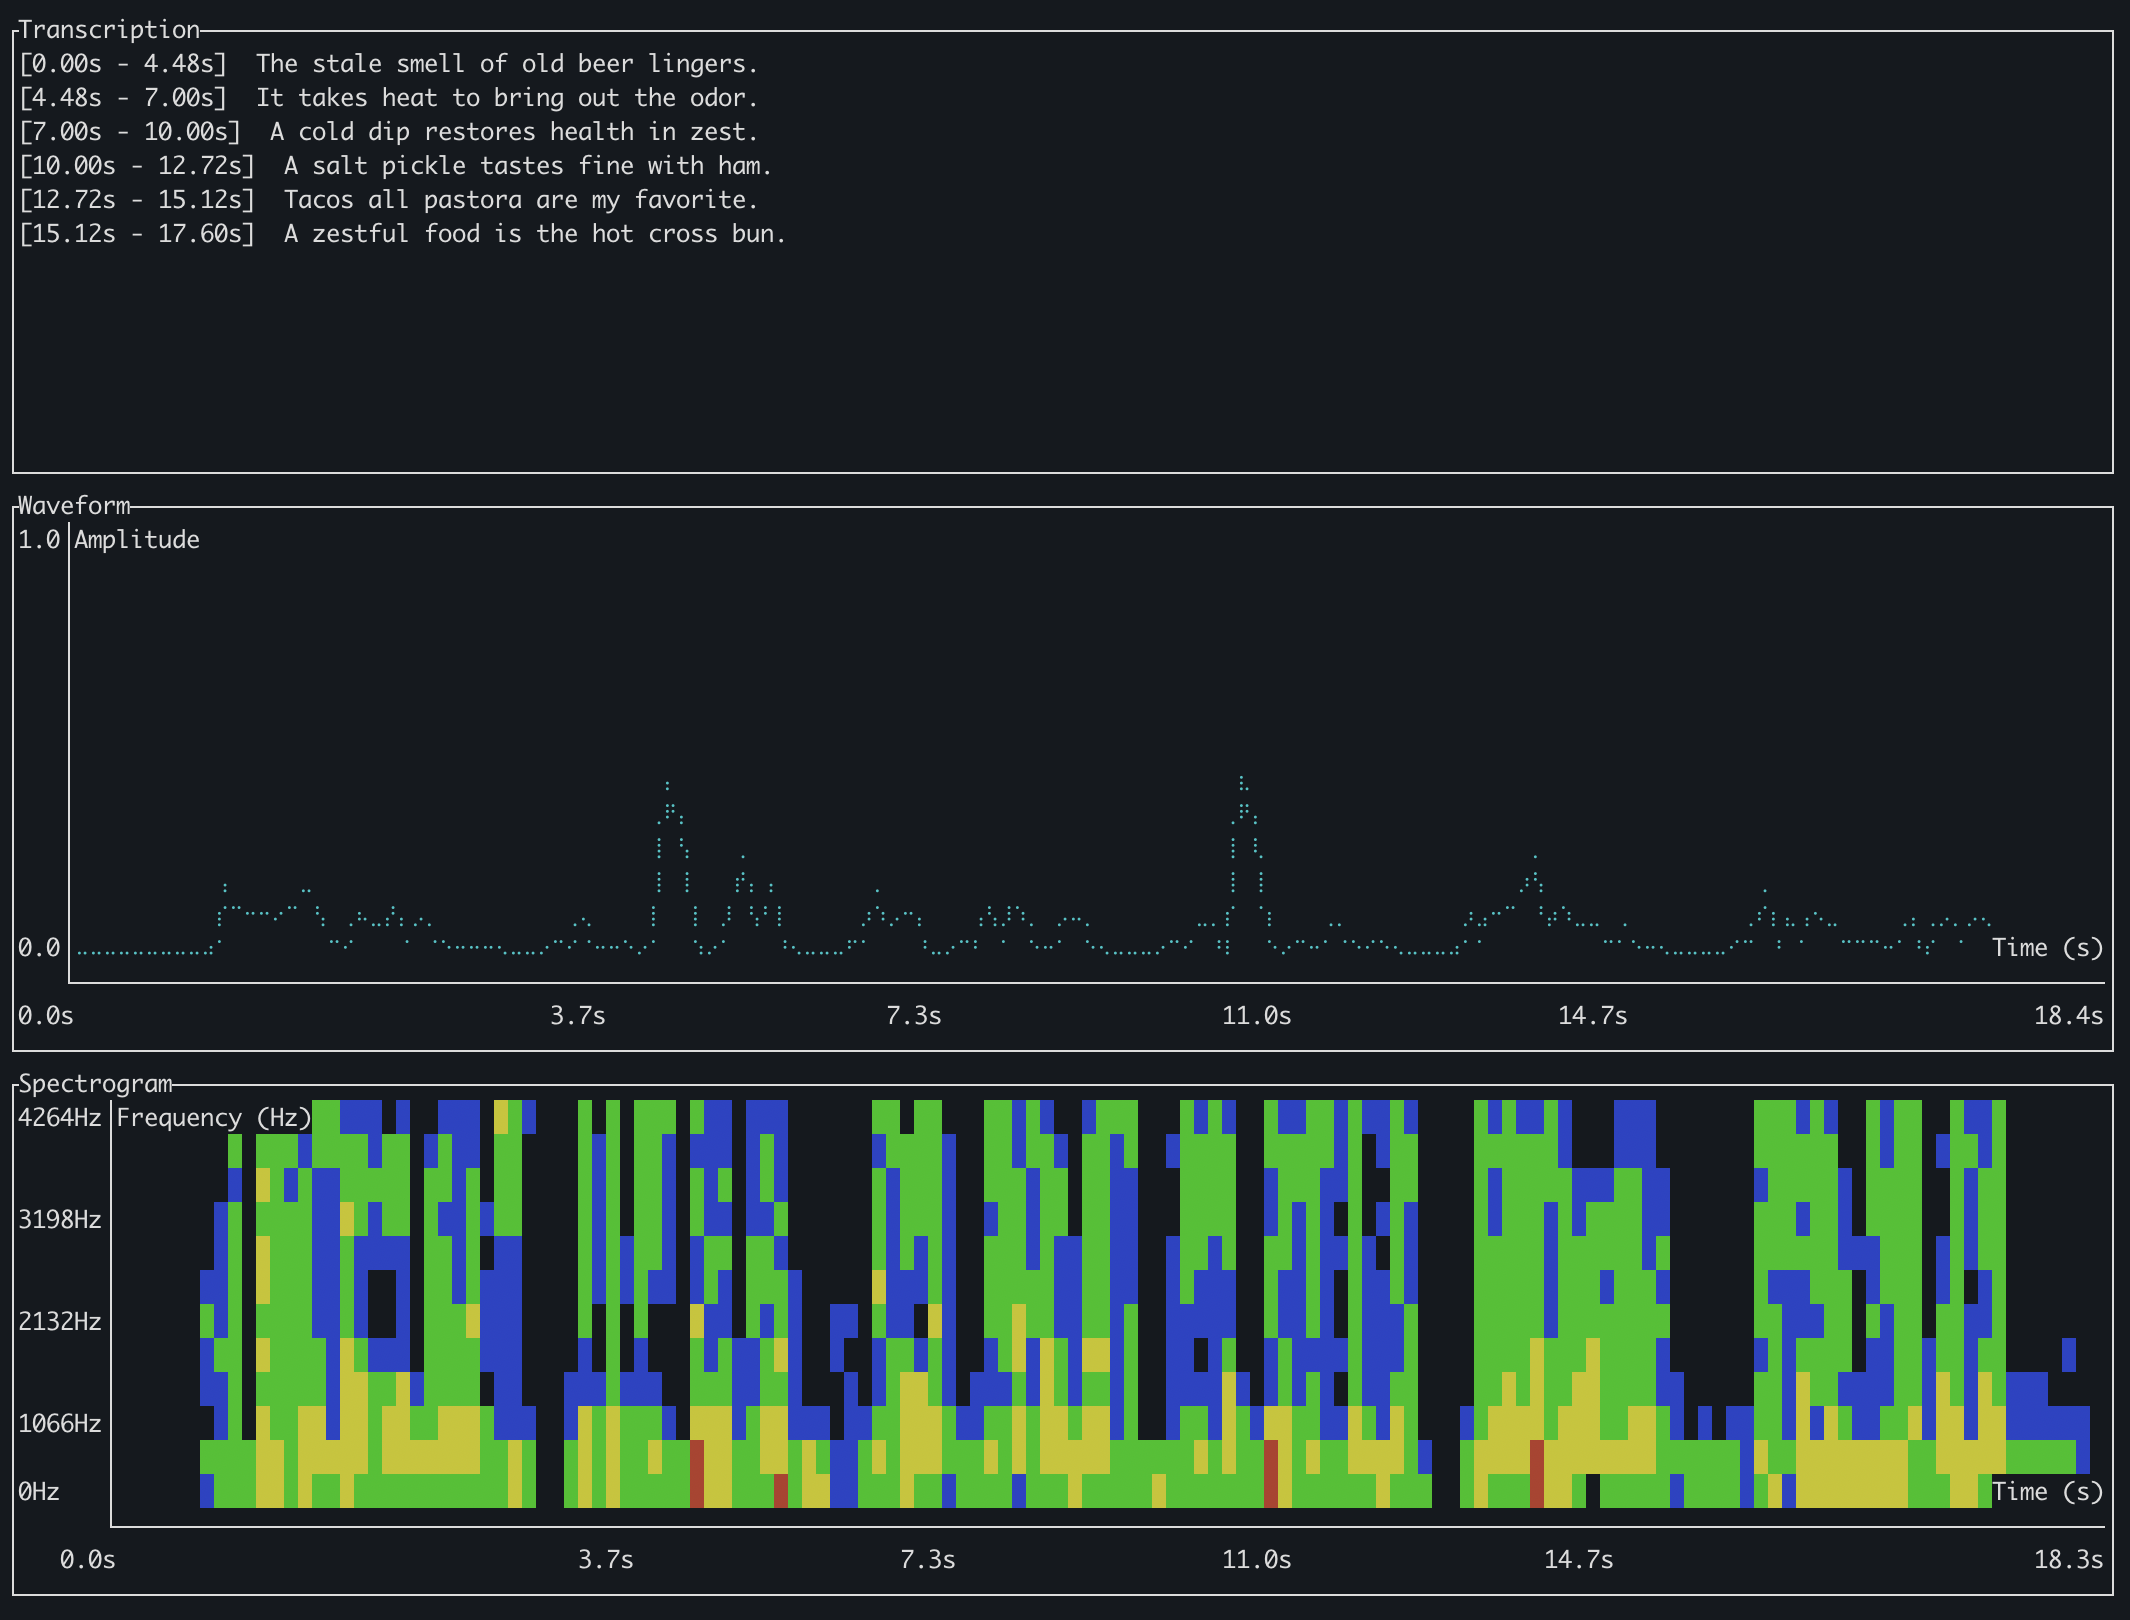 Transcription
[0.00s - 4.48s]  The stale smell of old beer lingers.
[4.48s - 7.00s]  It takes heat to bring out the odor.
[7.00s - 10.00s]  A cold dip restores health in zest.
[10.00s - 12.72s]  A salt pickle tastes fine with ham.
[12.72s - 15.12s]  Tacos all pastora are my favorite.
[15.12s - 17.60s]  A zestful food is the hot cross bun.
Waveform
1.0 Amplitude
0.0 Time (s)
0.0s 3.7s 7.3s 11.0s 14.7s 18.4s
Spectrogram
4264Hz Frequency (Hz)
3198Hz
2132Hz
1066Hz
0Hz Time (s)
0.0s 3.7s 7.3s 11.0s 14.7s 18.3s